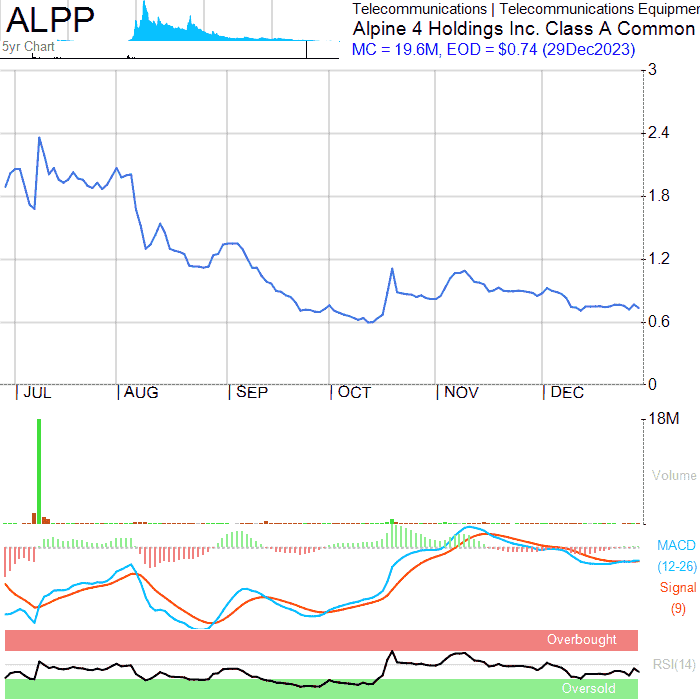 ALPP
5yr Chart
Telecommunications | Telecommunications Equipmen
Alpine 4 Holdings Inc. Class A Common
MC = 19.6M, EOD = $0.74 (29Dec2023)
3
2.4
1.8
1.2
0.6
0
JUL AUG SEP OCT NOV DEC
18M
Volume
MACD
(12-26)
Signal
(9)
Overbought
RSI(14)
Oversold